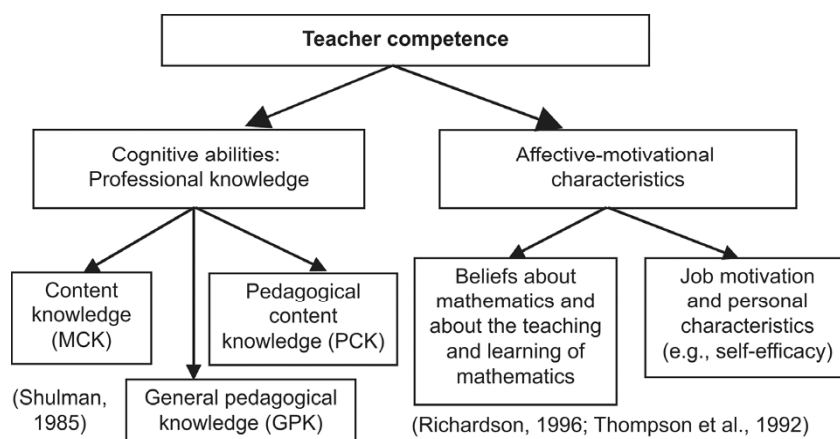 Teacher competence
Cognitive abilities:
Professional knowledge
Affective-motivational
characteristics
Content
knowledge
(MCK)
Pedagogical
content
knowledge (PCK)
Beliefs about
mathematics and
about the teaching
and learning of
mathematics
Job motivation
and personal
characteristics
(e.g., self-efficacy)
(Shulman,
1985)
General pedagogical
knowledge (GPK)
(Richardson, 1996; Thompson et al., 1992)